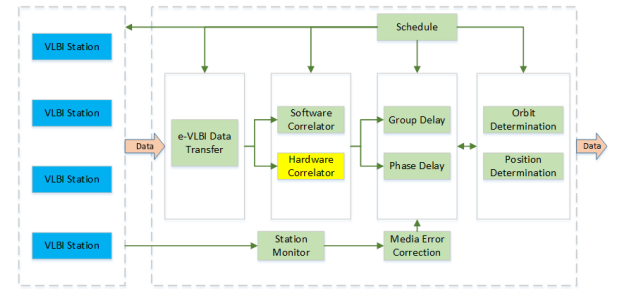 Schedule
VLBI Station
VLBI Station
VLBI Station
VLBI Station
Data
e-VLBI Data
Transfer
Software
Correlator
Hardware
Correlator
Group Delay
Phase Delay
Orbit
Determination
Position
Determination
Data
Station
Monitor
Media Error
Correction